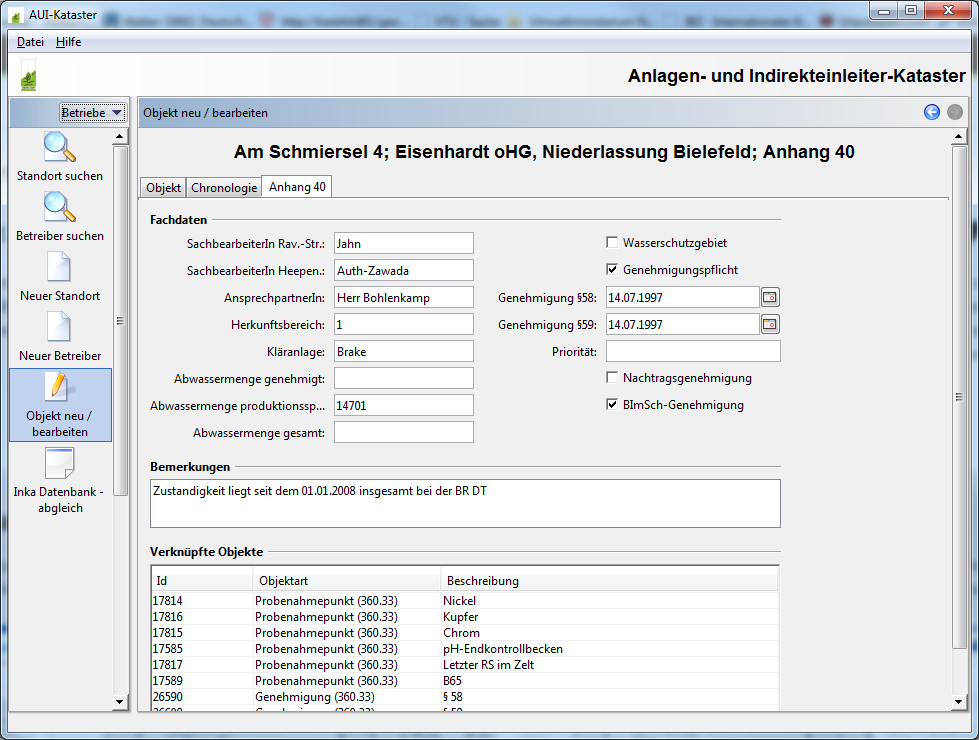 AUI-Kataster
Datei Hilfe
Anlagen- und Indirekteinleiter-Kataster
Betriebe
Standort suchen
Betreiber suchen
Neuer Standort
Neuer Betreiber
Objekt neu /
bearbeiten
Inka Datenbank -
abgleich
Objekt neu / bearbeiten
Am Schmiersel 4; Eisenhardt oHG, Niederlassung Bielefeld; Anhang 40
Objekt Chronologie Anhang 40
Fachdaten
SachbearbeiterIn Rav.-Str.: Jahn
SachbearbeiterIn Heepen.: Auth-Zawada
AnsprechpartnerIn: Herr Bohlenkamp
Herkunftsbereich: 1
Kläranlage: Brake
Abwassermenge genehmigt:
Abwassermenge produktionssp... 14701
Abwassermenge gesamt:
Wasserschutzgebiet
Genehmigungspflicht
Genehmigung §58: 14.07.1997
Genehmigung §59: 14.07.1997
Priorität:
Nachtragsgenehmigung
BImSch-Genehmigung
Bemerkungen
Zustandigkeit liegt seit dem 01.01.2008 insgesamt bei der BR DT
Verknüpfte Objekte
Id Objektart Beschreibung
17814 Probenahmepunkt (360.33) Nickel
17816 Probenahmepunkt (360.33) Kupfer
17815 Probenahmepunkt (360.33) Chrom
17585 Probenahmepunkt (360.33) pH-Endkontrollbecken
17817 Probenahmepunkt (360.33) Letzter RS im Zelt
17589 Probenahmepunkt (360.33) B65
26590 Genehmigung (360.33) § 58